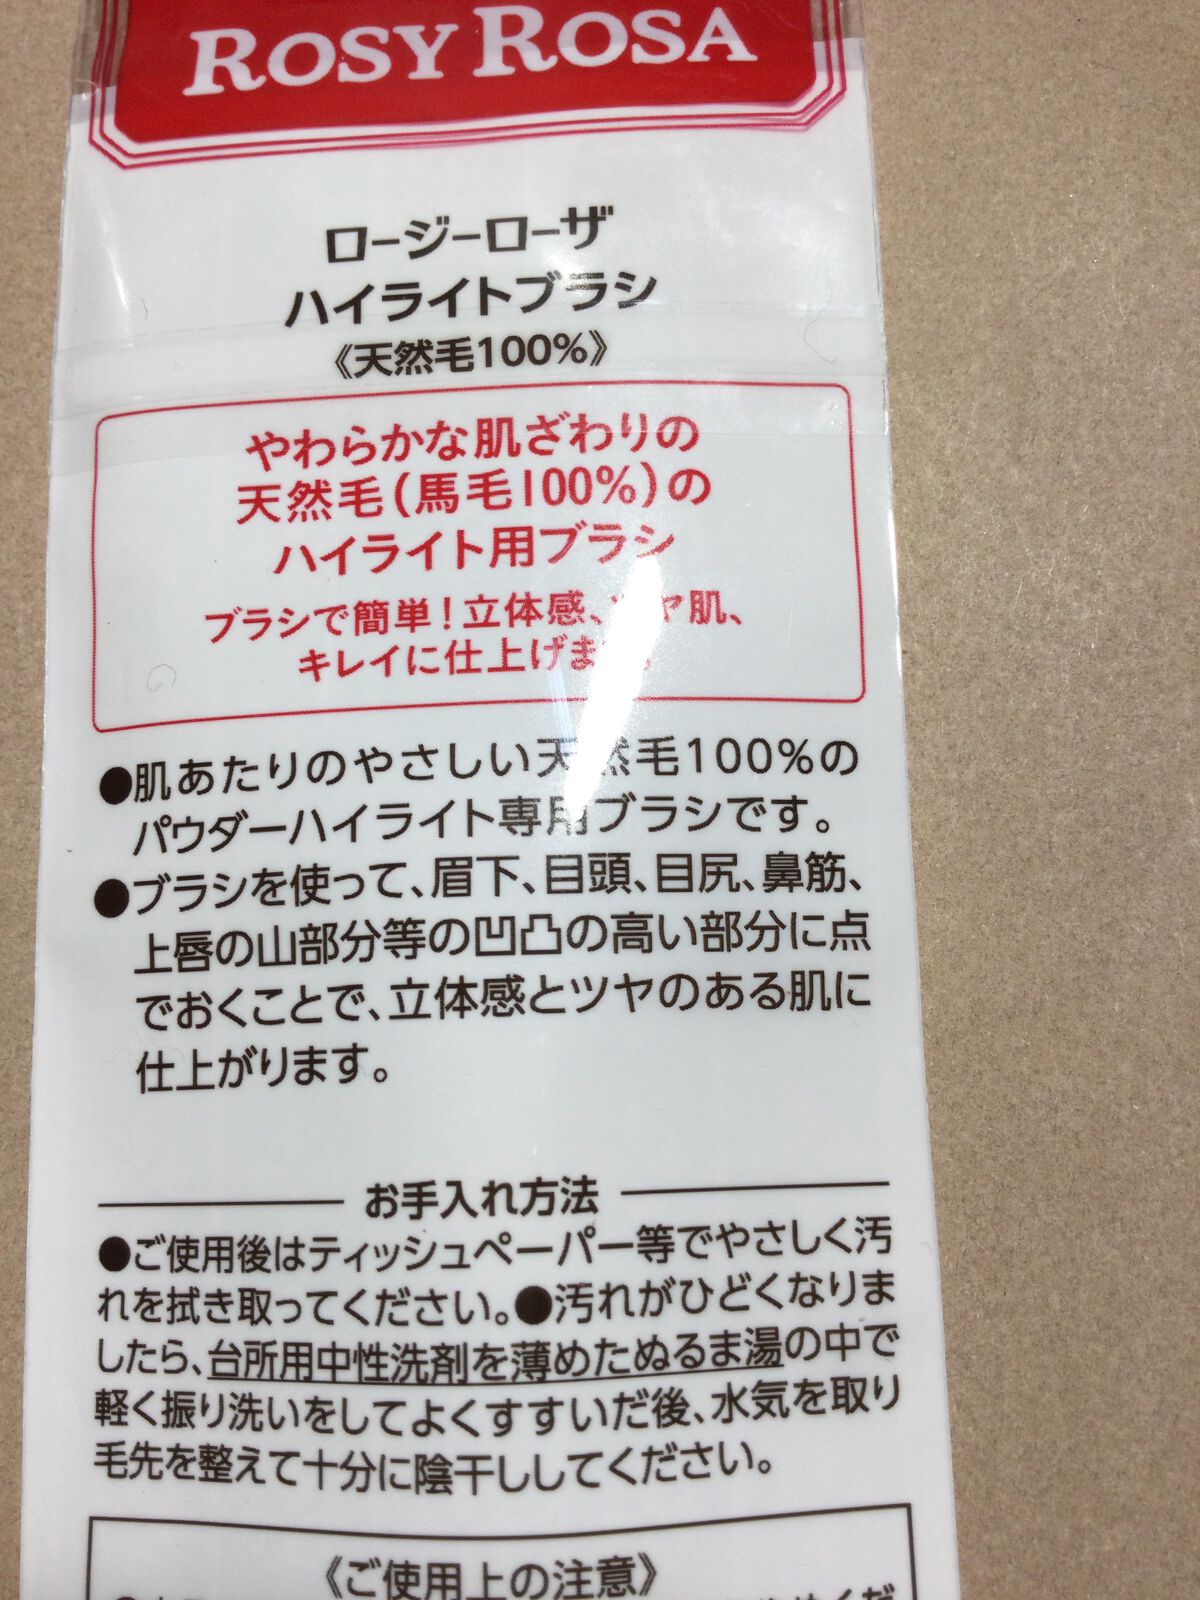 ROSY ROSA
ロージーローザ
ハイライトブラシ
《天然毛100%》
やわらかな肌ざわりの
天然毛(馬毛100%)の
ハイライト用ブラシ
ブラシで簡単!立体感、ツヤ肌、
キレイに仕上げます。
●肌あたりのやさしい天然毛100%の
パウダーハイライト専用ブラシです。
●ブラシを使って、眉下、目頭、目尻、鼻筋、
上唇の山部分等の凹凸の高い部分に点
でおくことで、立体感とツヤのある肌に
仕上がります。
お手入れ方法
●ご使用後はティッシュペーパー等でやさしく汚
れを拭き取ってください。●汚れがひどくなりま
したら、台所用中性洗剤を薄めたぬるま湯の中で
軽く振り洗いをしてよくすすいだ後、水気を取り
毛先を整えて十分に陰干ししてください。
《ご使用上の注意》